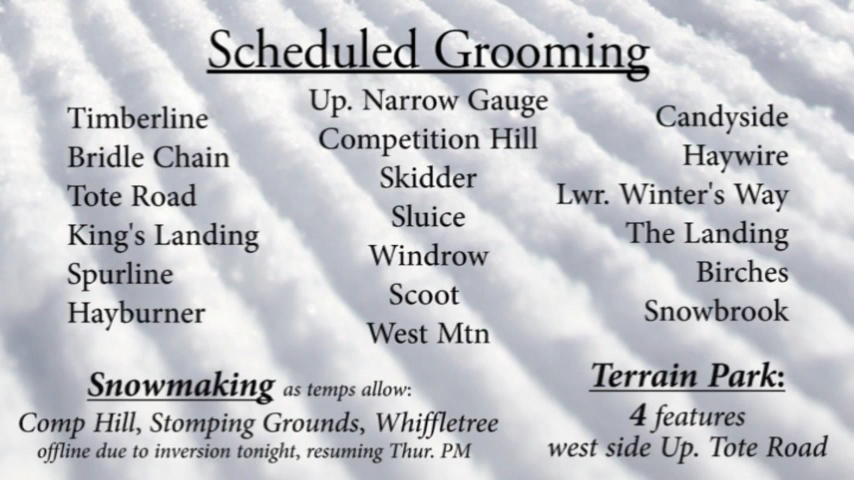 Scheduled Grooming
Timberline
Bridle Chain
Tote Road
King's Landing
Spurline
Hayburner
Up. Narrow Gauge
Competition Hill
Skidder
Sluice
Windrow
Scoot
West Mtn
Candyside
Haywire
Lwr. Winter's Way
The Landing
Birches
Snowbrook
Snowmaking as temps allow:
Comp Hill, Stomping Grounds, Whiffletree
offline due to inversion tonight, resuming Thur. PM
Terrain Park:
4 features
west side Up. Tote Road